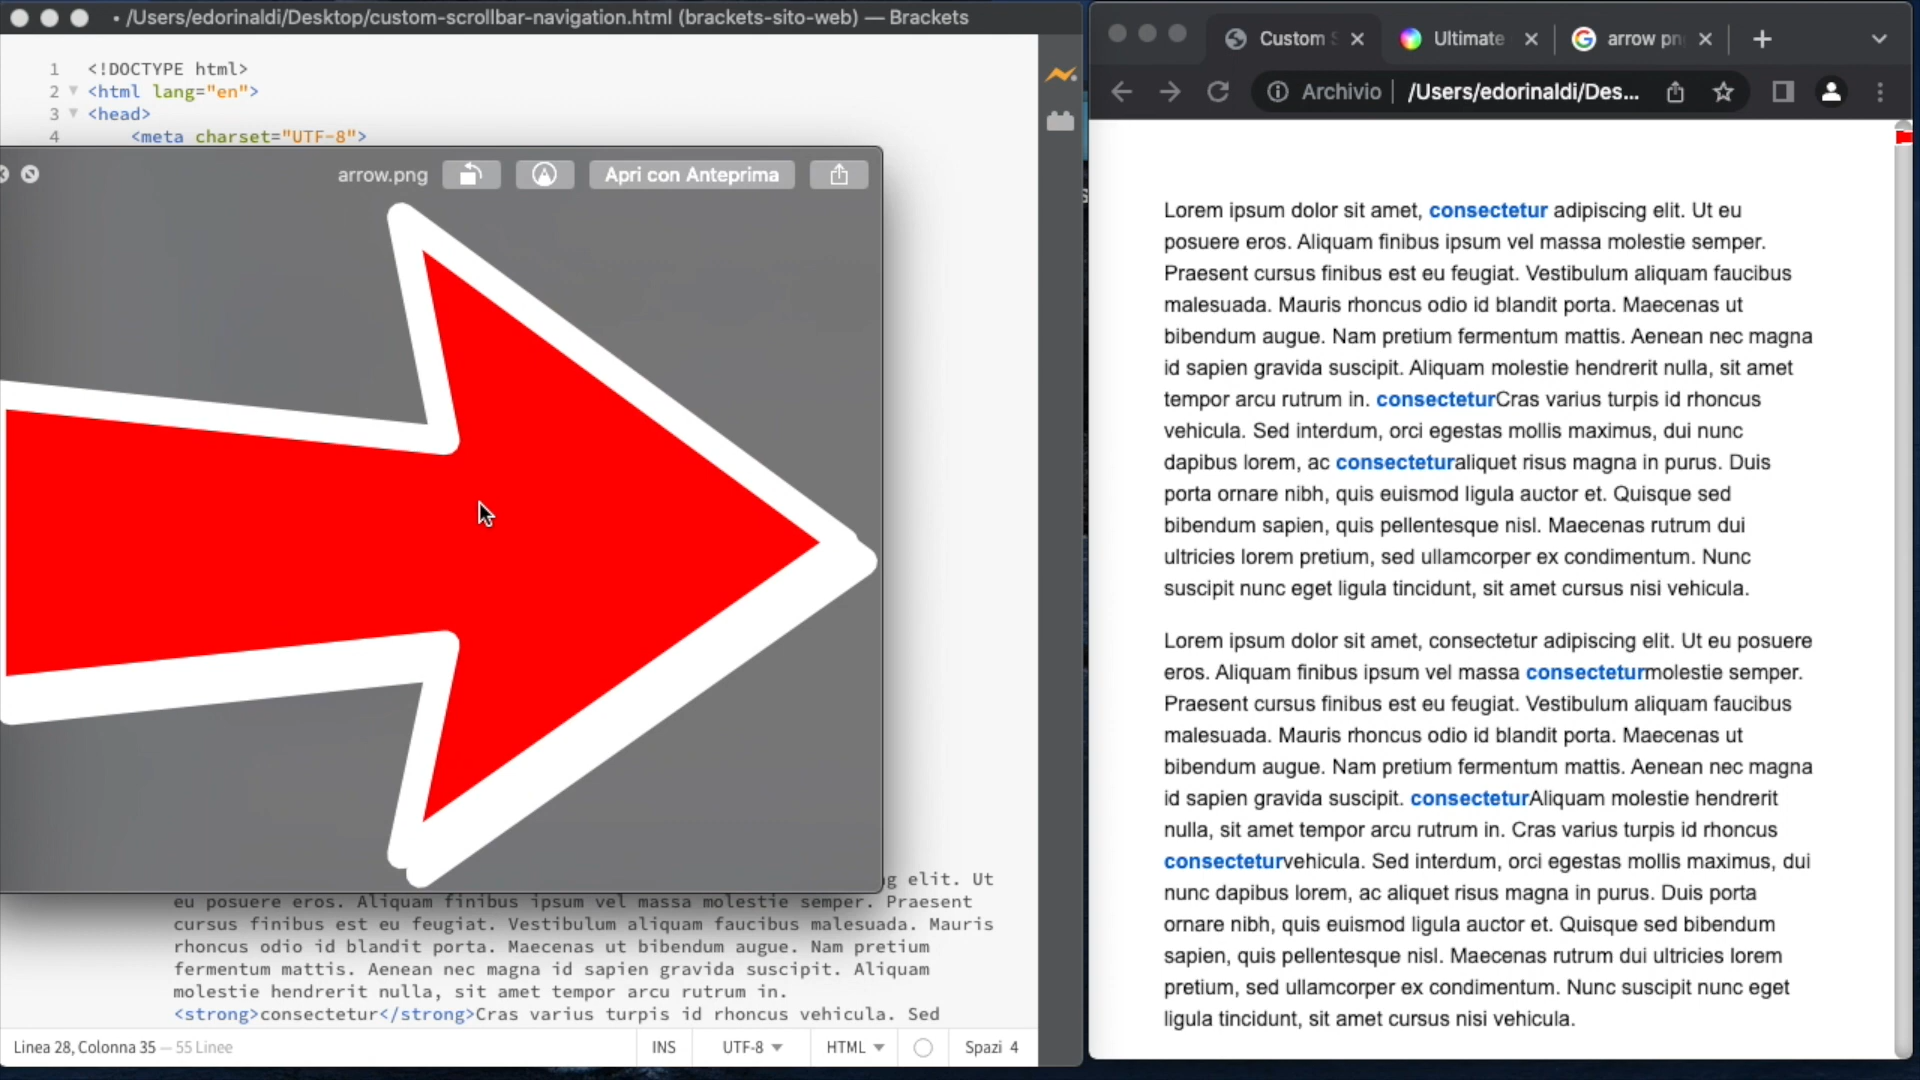 • /Users/edorinaldi/Desktop/custom-scrollbar-navigation.html (brackets-sito-web) — Brackets
1 <!DOCTYPE html>
2 <html lang="en">
3 <head>
4 <meta charset="UTF-8">
arrow.png Apri con Anteprima
g elit. Ut
eu posuere eros. Aliquam finibus ipsum vel massa molestie semper. Praesent
cursus finibus est eu feugiat. Vestibulum aliquam faucibus malesuada. Mauris
rhoncus odio id blandit porta. Maecenas ut bibendum augue. Nam pretium
fermentum mattis. Aenean nec magna id sapien gravida suscipit. Aliquam
molestie hendrerit nulla, sit amet tempor arcu rutrum in.
<strong>consectetur</strong>Cras varius turpis id rhoncus vehicula. Sed
Linea 28, Colonna 35 — 55 Linee INS UTF-8 HTML Spazi 4
Custom Ultimate arrow pn
Archivio /Users/edorinaldi/Des...
Lorem ipsum dolor sit amet, consectetur adipiscing elit. Ut eu
posuere eros. Aliquam finibus ipsum vel massa molestie semper.
Praesent cursus finibus est eu feugiat. Vestibulum aliquam faucibus
malesuada. Mauris rhoncus odio id blandit porta. Maecenas ut
bibendum augue. Nam pretium fermentum mattis. Aenean nec magna
id sapien gravida suscipit. Aliquam molestie hendrerit nulla, sit amet
tempor arcu rutrum in. consecteturCras varius turpis id rhoncus
vehicula. Sed interdum, orci egestas mollis maximus, dui nunc
dapibus lorem, ac consecteturaliquet risus magna in purus. Duis
porta ornare nibh, quis euismod ligula auctor et. Quisque sed
bibendum sapien, quis pellentesque nisl. Maecenas rutrum dui
ultricies lorem pretium, sed ullamcorper ex condimentum. Nunc
suscipit nunc eget ligula tincidunt, sit amet cursus nisi vehicula.
Lorem ipsum dolor sit amet, consectetur adipiscing elit. Ut eu posuere
eros. Aliquam finibus ipsum vel massa consecteturmolestie semper.
Praesent cursus finibus est eu feugiat. Vestibulum aliquam faucibus
malesuada. Mauris rhoncus odio id blandit porta. Maecenas ut
bibendum augue. Nam pretium fermentum mattis. Aenean nec magna
id sapien gravida suscipit. consecteturAliquam molestie hendrerit
nulla, sit amet tempor arcu rutrum in. Cras varius turpis id rhoncus
consecteturvehicula. Sed interdum, orci egestas mollis maximus, dui
nunc dapibus lorem, ac aliquet risus magna in purus. Duis porta
ornare nibh, quis euismod ligula auctor et. Quisque sed bibendum
sapien, quis pellentesque nisl. Maecenas rutrum dui ultricies lorem
pretium, sed ullamcorper ex condimentum. Nunc suscipit nunc eget
ligula tincidunt, sit amet cursus nisi vehicula.